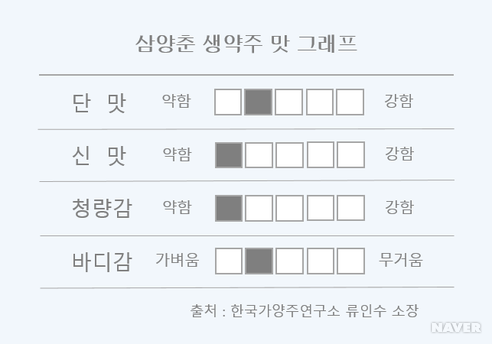 삼양춘 생약주 맛 그래프
단 맛 약함 강함
신 맛 약함 강함
청량감 약함 강함
바디감 가벼움 무거움
출처 : 한국가양주연구소 류인수 소장
NAVER